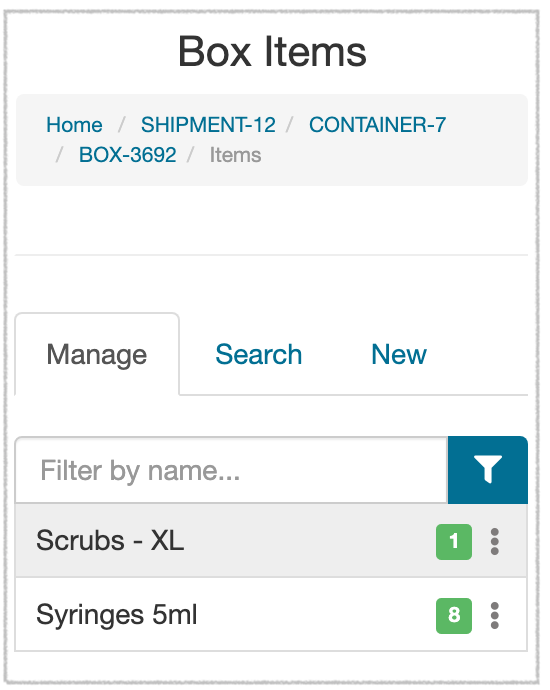 Box Items
Home / SHIPMENT-12 / CONTAINER-7
/ BOX-3692 / Items
Manage Search New
Filter by name...
Scrubs - XL 1
Syringes 5ml 8